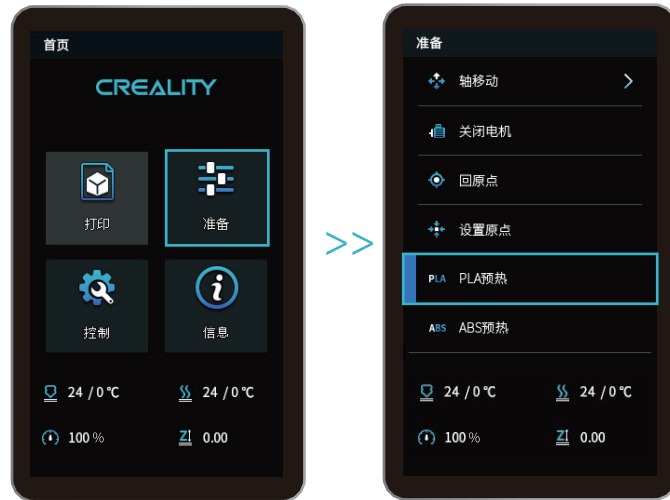 首页
CREALITY
打印
准备
控制
信息
24 / 0 ℃
24 / 0 ℃
100 %
Z 0.00
>>
准备
轴移动
关闭电机
回原点
设置原点
PLA PLA预热
ABS ABS预热
24 / 0 ℃
24 / 0 ℃
100 %
Z 0.00